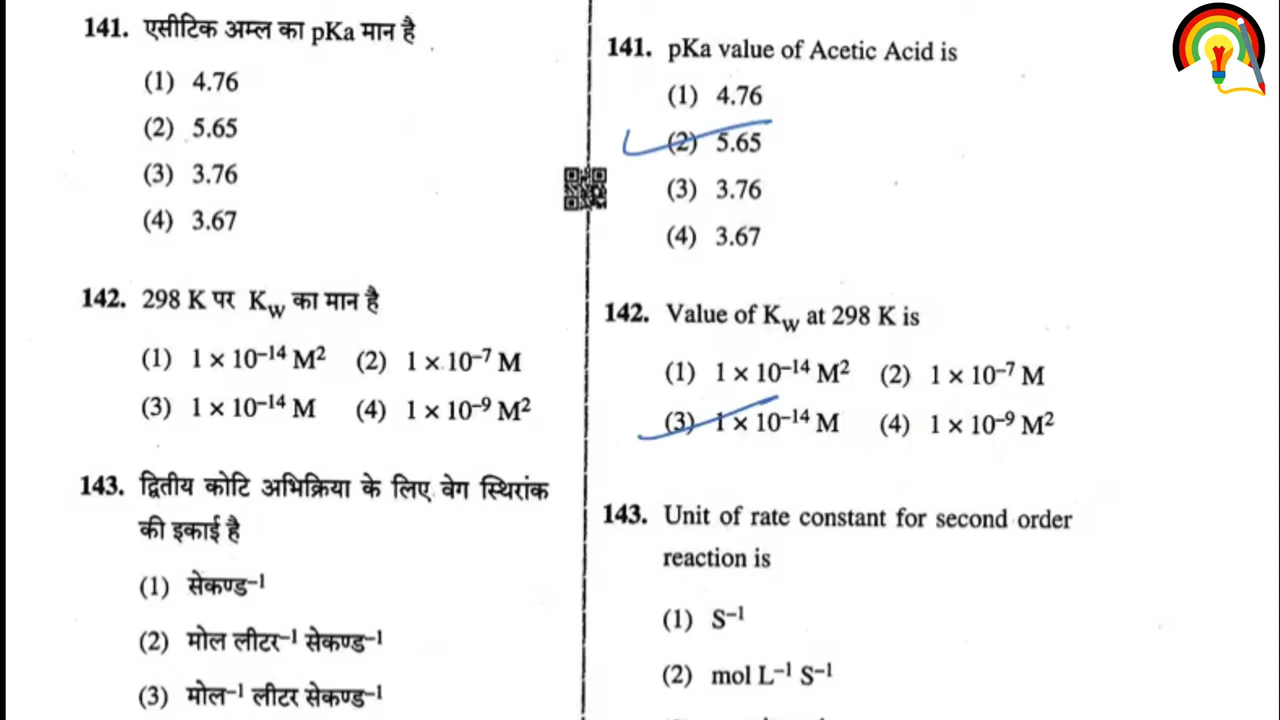 141. एसीटिक अम्ल का pKa मान है
(1) 4.76
(2) 5.65
(3) 3.76
(4) 3.67
142. 298 K पर K_w का मान है
(1) 1 × 10⁻¹⁴ M² (2) 1 × 10⁻⁷ M
(3) 1 × 10⁻¹⁴ M (4) 1 × 10⁻⁹ M²
143. द्वितीय कोटि अभिक्रिया के लिए वेग स्थिरांक
की इकाई है
(1) सेकण्ड⁻¹
(2) मोल लीटर⁻¹ सेकण्ड⁻¹
(3) मोल⁻¹ लीटर सेकण्ड⁻¹
141. pKa value of Acetic Acid is
(1) 4.76
(2) 5.65
(3) 3.76
(4) 3.67
142. Value of K_w at 298 K is
(1) 1 × 10⁻¹⁴ M² (2) 1 × 10⁻⁷ M
(3) 1 × 10⁻¹⁴ M (4) 1 × 10⁻⁹ M²
143. Unit of rate constant for second order
reaction is
(1) S⁻¹
(2) mol L⁻¹ S⁻¹